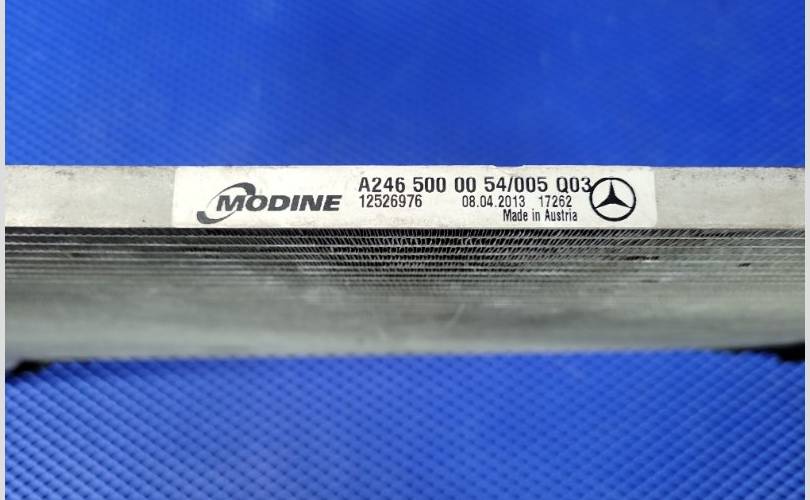 MODINE
A246 500 00 54/005 Q03
12526976 08.04.2013 17262
Made in Austria